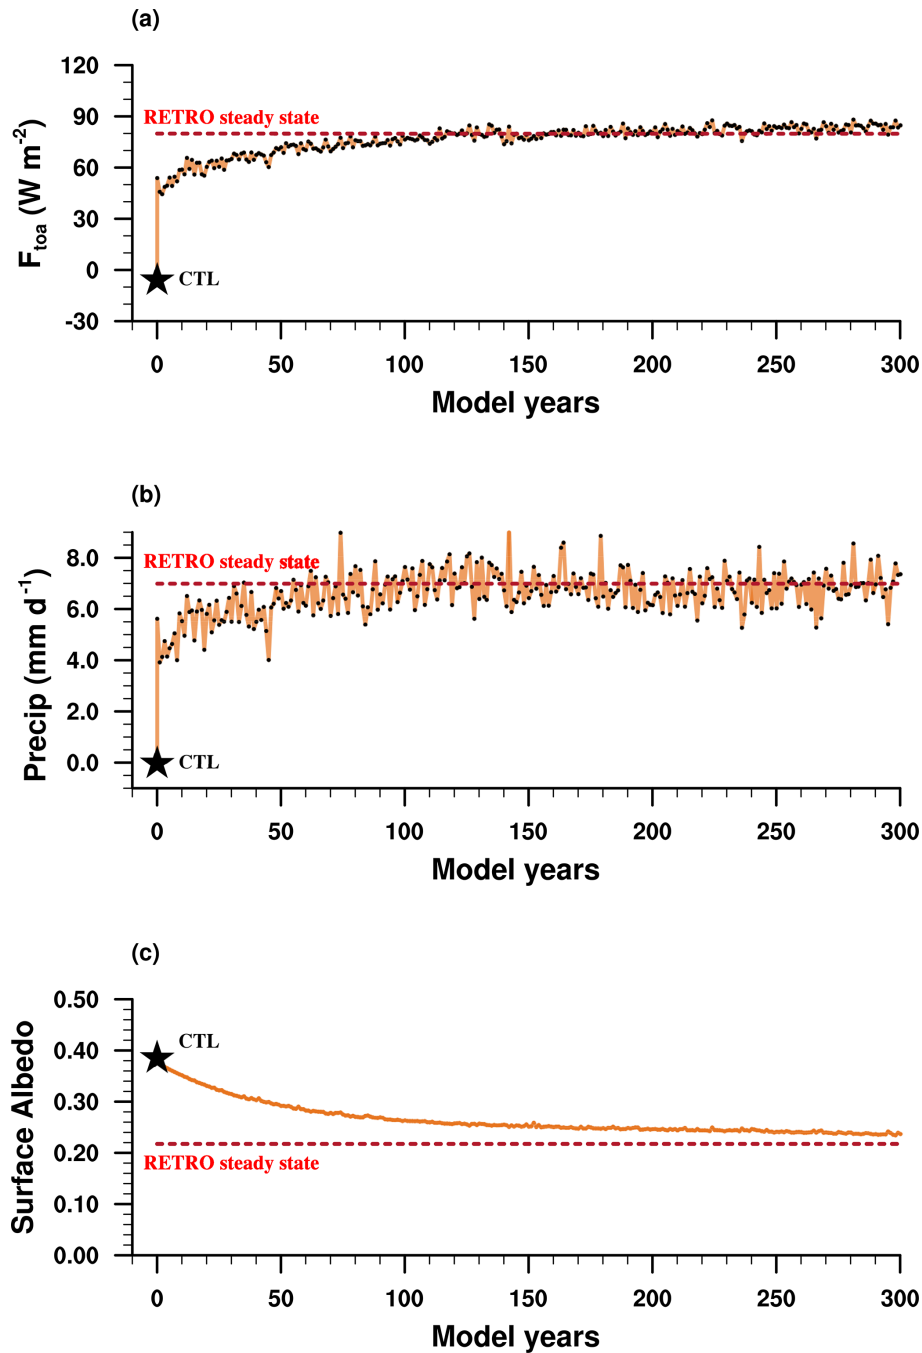 (a)
120
90
60
30
0
-30
F_toa (W m^-2)
RETRO steady state
CTL
0 50 100 150 200 250 300
Model years
(b)
8.0
6.0
4.0
2.0
0.0
Precip (mm d^-1)
RETRO steady state
CTL
0 50 100 150 200 250 300
Model years
(c)
0.50
0.40
0.30
0.20
0.10
0.00
Surface Albedo
CTL
RETRO steady state
0 50 100 150 200 250 300
Model years